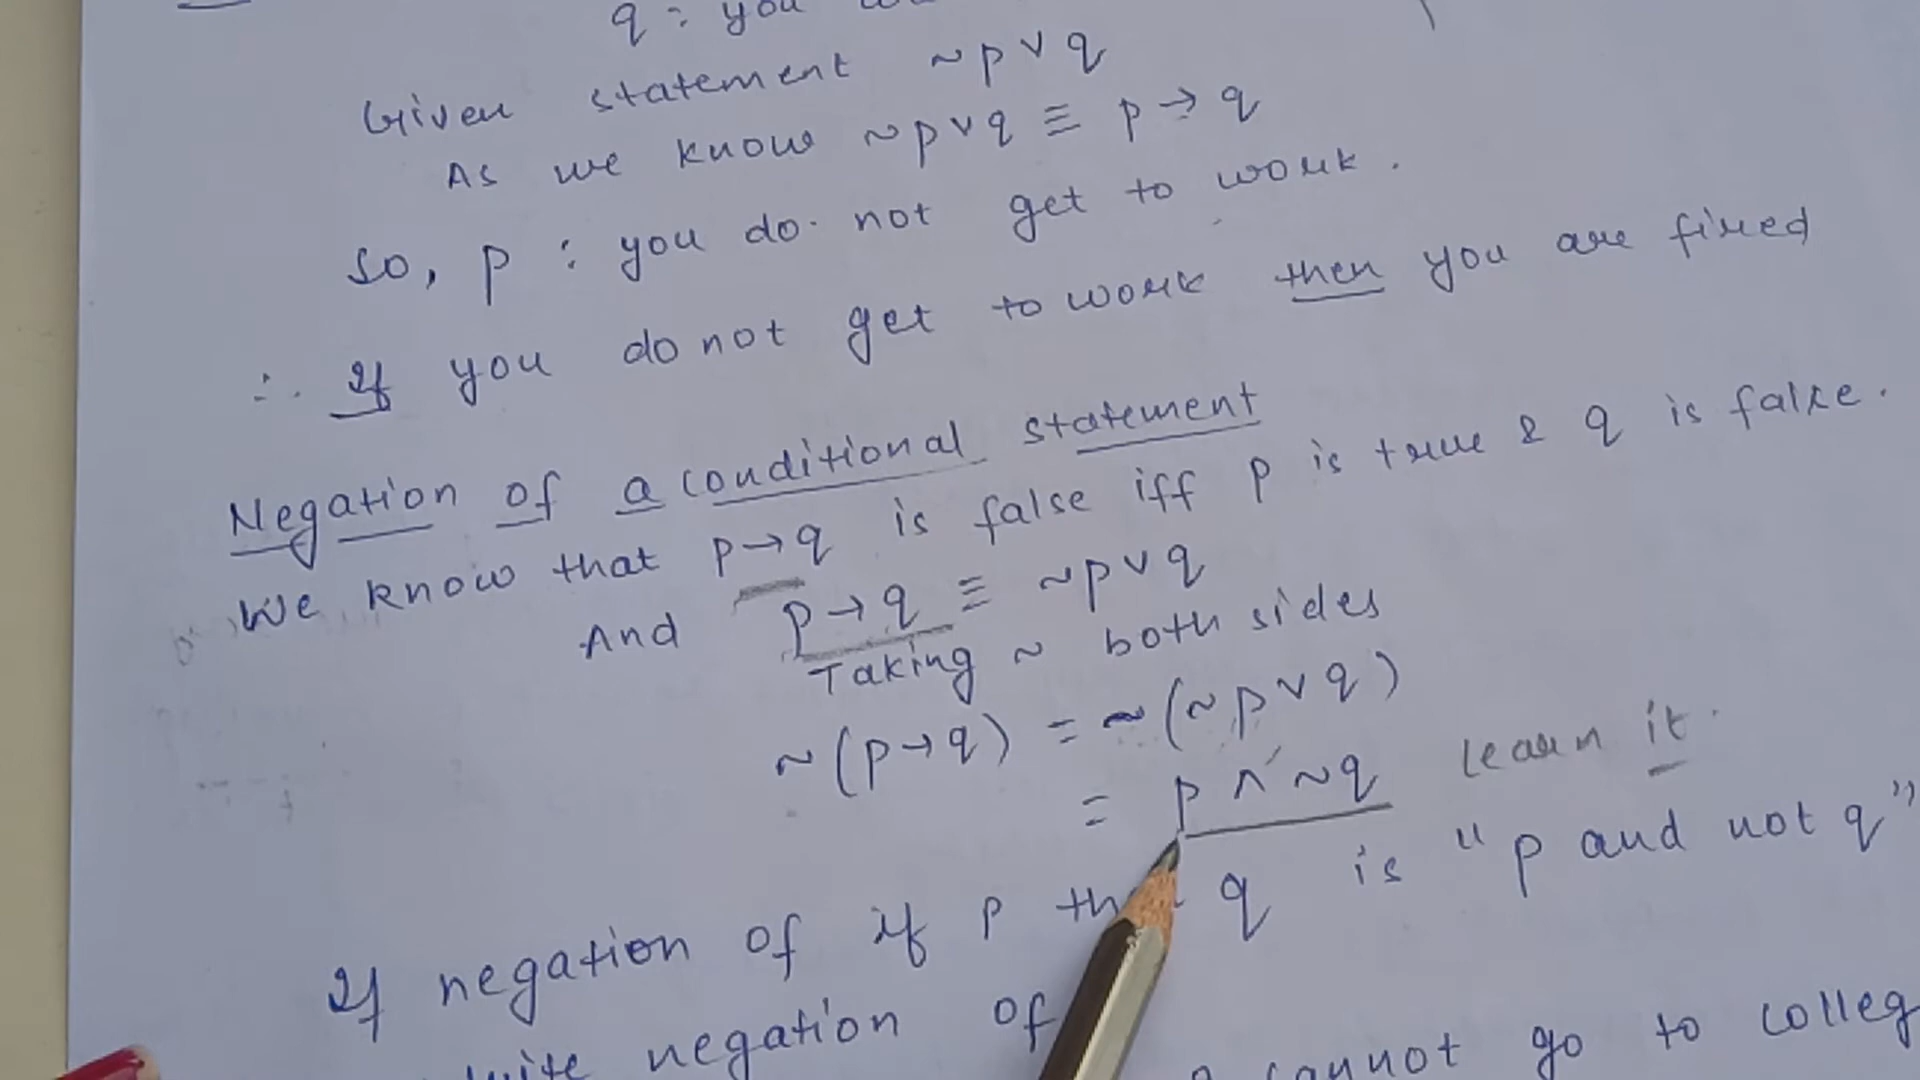 q : you
Given statement ~p∨q
As we know ~p∨q ≡ p→q
So, p : you do not get to work.
∴ If you do not get to work then you are fired
Negation of a conditional statement
We know that p→q is false iff p is true & q is false.
And p→q ≡ ~p∨q
Taking ~ both sides
~(p→q) = ~(~p∨q)
= p∧~q learn it.
If negation of if p q is "p and not q"
negation of cannot go to colleg